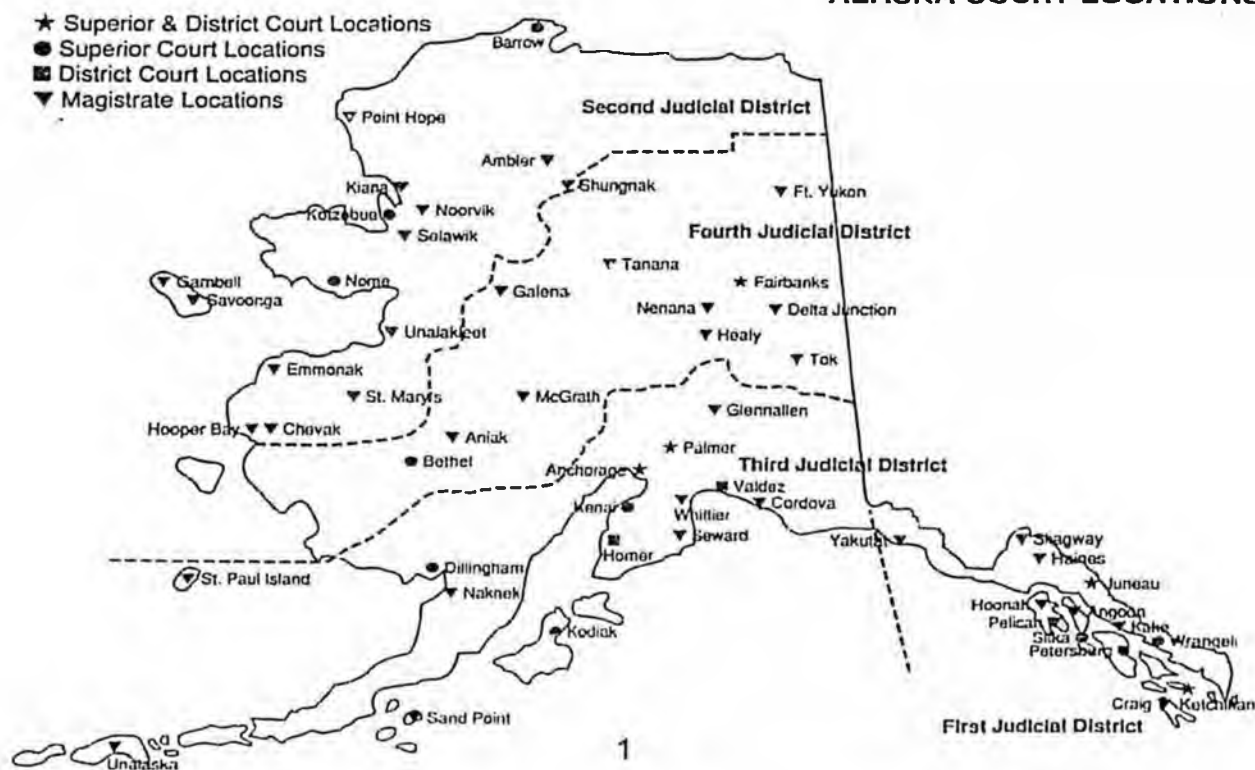 ALASKA COURT LOCATIONS
★ Superior & District Court Locations
● Superior Court Locations
■ District Court Locations
▼ Magistrate Locations
Barrow
Second Judicial District
Point Hope
Ambler
Kiana
Shungnak
Ft. Yukon
Kotzebue
Noorvik
Selawik
Fourth Judicial District
Tanana
Gambell
Savoonga
Nome
Galena
Fairbanks
Nenana
Delta Junction
Unalakleet
Healy
Tok
Emmonak
St. Mary's
McGrath
Glennallen
Hooper Bay
Chevak
Aniak
Bethel
Palmer
Anchorage
Third Judicial District
Valdez
Kenai
Whittier
Cordova
Homer
Seward
Yakutat
Skagway
Haines
St. Paul Island
Dillingham
Juneau
Naknek
Hoonah
Angoon
Pelican
Kake
Kodiak
Sitka
Wrangell
Petersburg
Sand Point
Craig
Ketchikan
First Judicial District
Unalaska
1